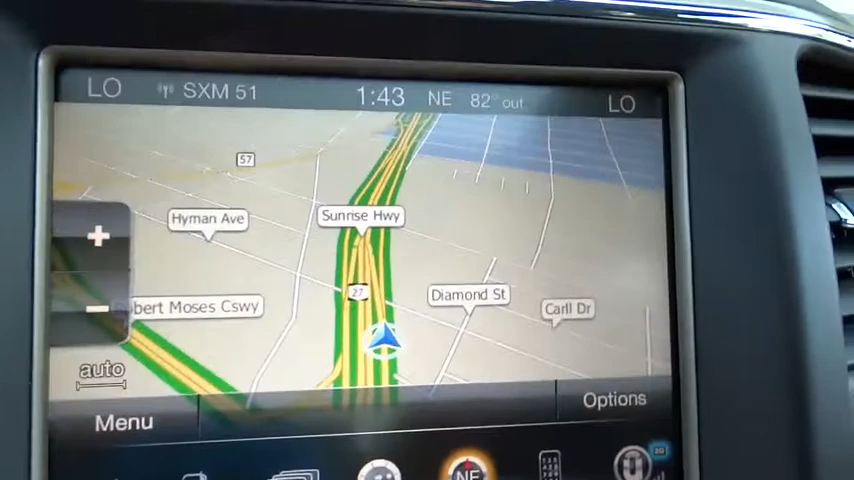 LO SXM 51 1:43 NE 82° out LO
57
Hyman Ave
Sunrise Hwy
27
Diamond St
Robert Moses Cswy
Carll Dr
+
−
auto
Menu
Options
NE